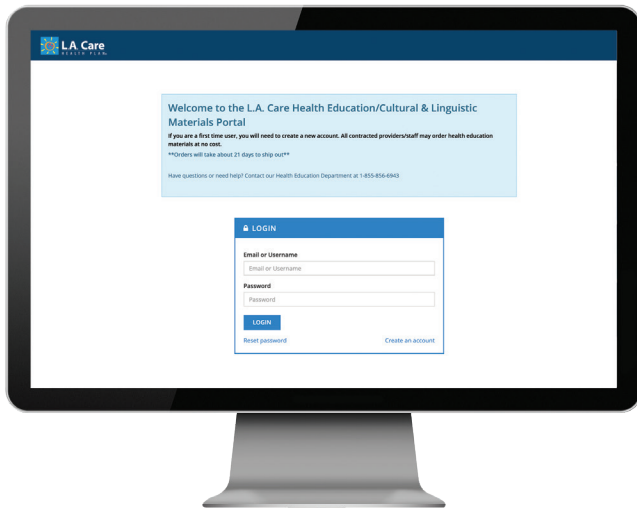 L.A. Care
HEALTH PLAN®
Welcome to the L.A. Care Health Education/Cultural & Linguistic
Materials Portal
If you are a first time user, you will need to create a new account. All contracted providers/staff may order health education
materials at no cost.
**Orders will take about 21 days to ship out**
Have questions or need help? Contact our Health Education Department at 1-855-856-6943
LOGIN
Email or Username
Email or Username
Password
Password
LOGIN
Reset password Create an account